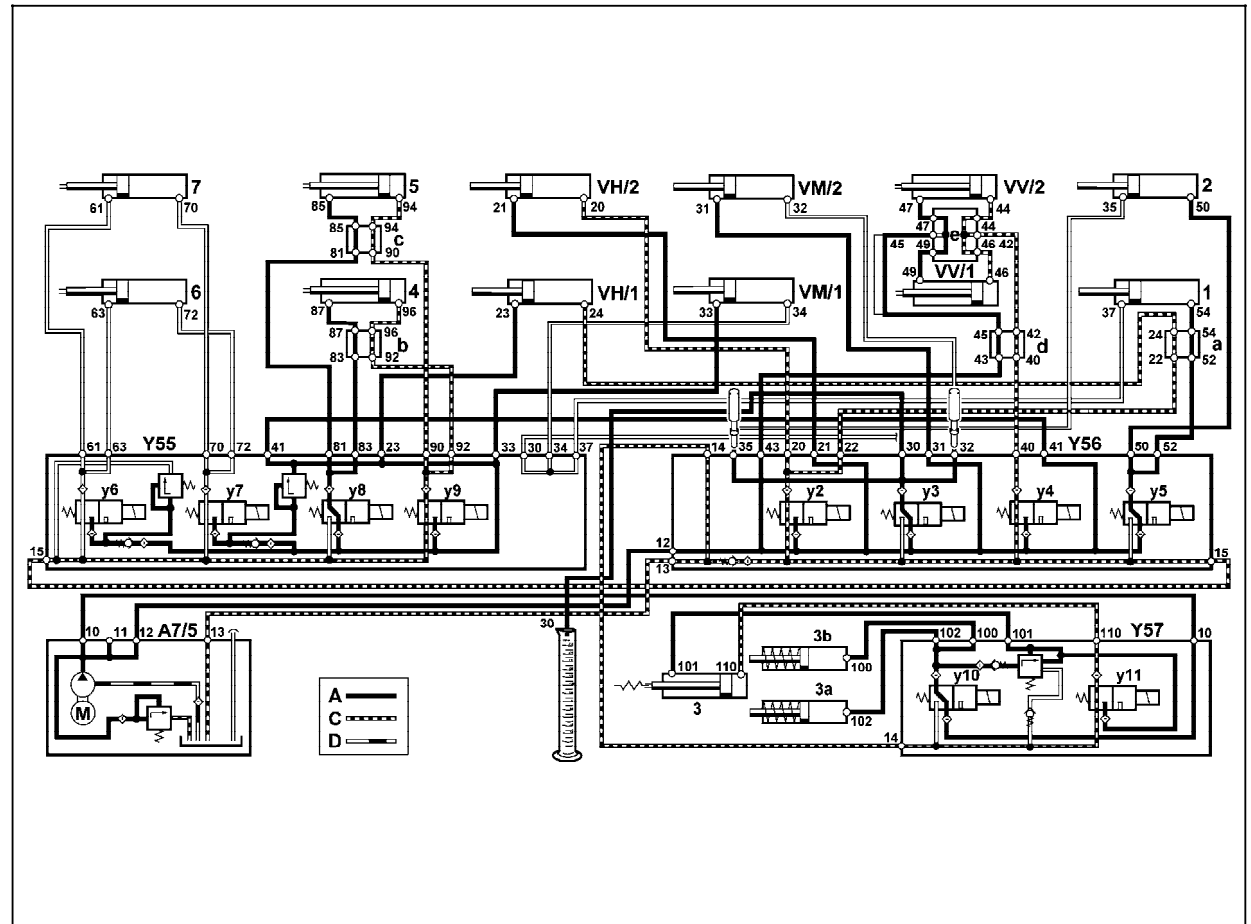 7 5 VH/2 VM/2 VV/2 2
61 70 85 94 21 20 31 32 47 44 35 50
85 94 47 44
c 45 e
81 90 49 46 42
6 4 VH/1 VM/1 49 VV/1 46 1
63 72 87 96 23 24 33 34 37 54
87 96 45 42 24 54
b d a
83 92 43 40 22 52
61 63 Y55 70 72 41 81 83 23 90 92 33 30 34 37 14 35 43 20 21 22 30 31 32 40 41 Y56 50 52
y6 y7 y8 y9 y2 y3 y4 y5
15 12 13 15
10 11 12 A7/5 13 30 102 100 101 110 Y57 10
3b
101 110 100
M 3 3a y10 y11
102
14
A
C
D